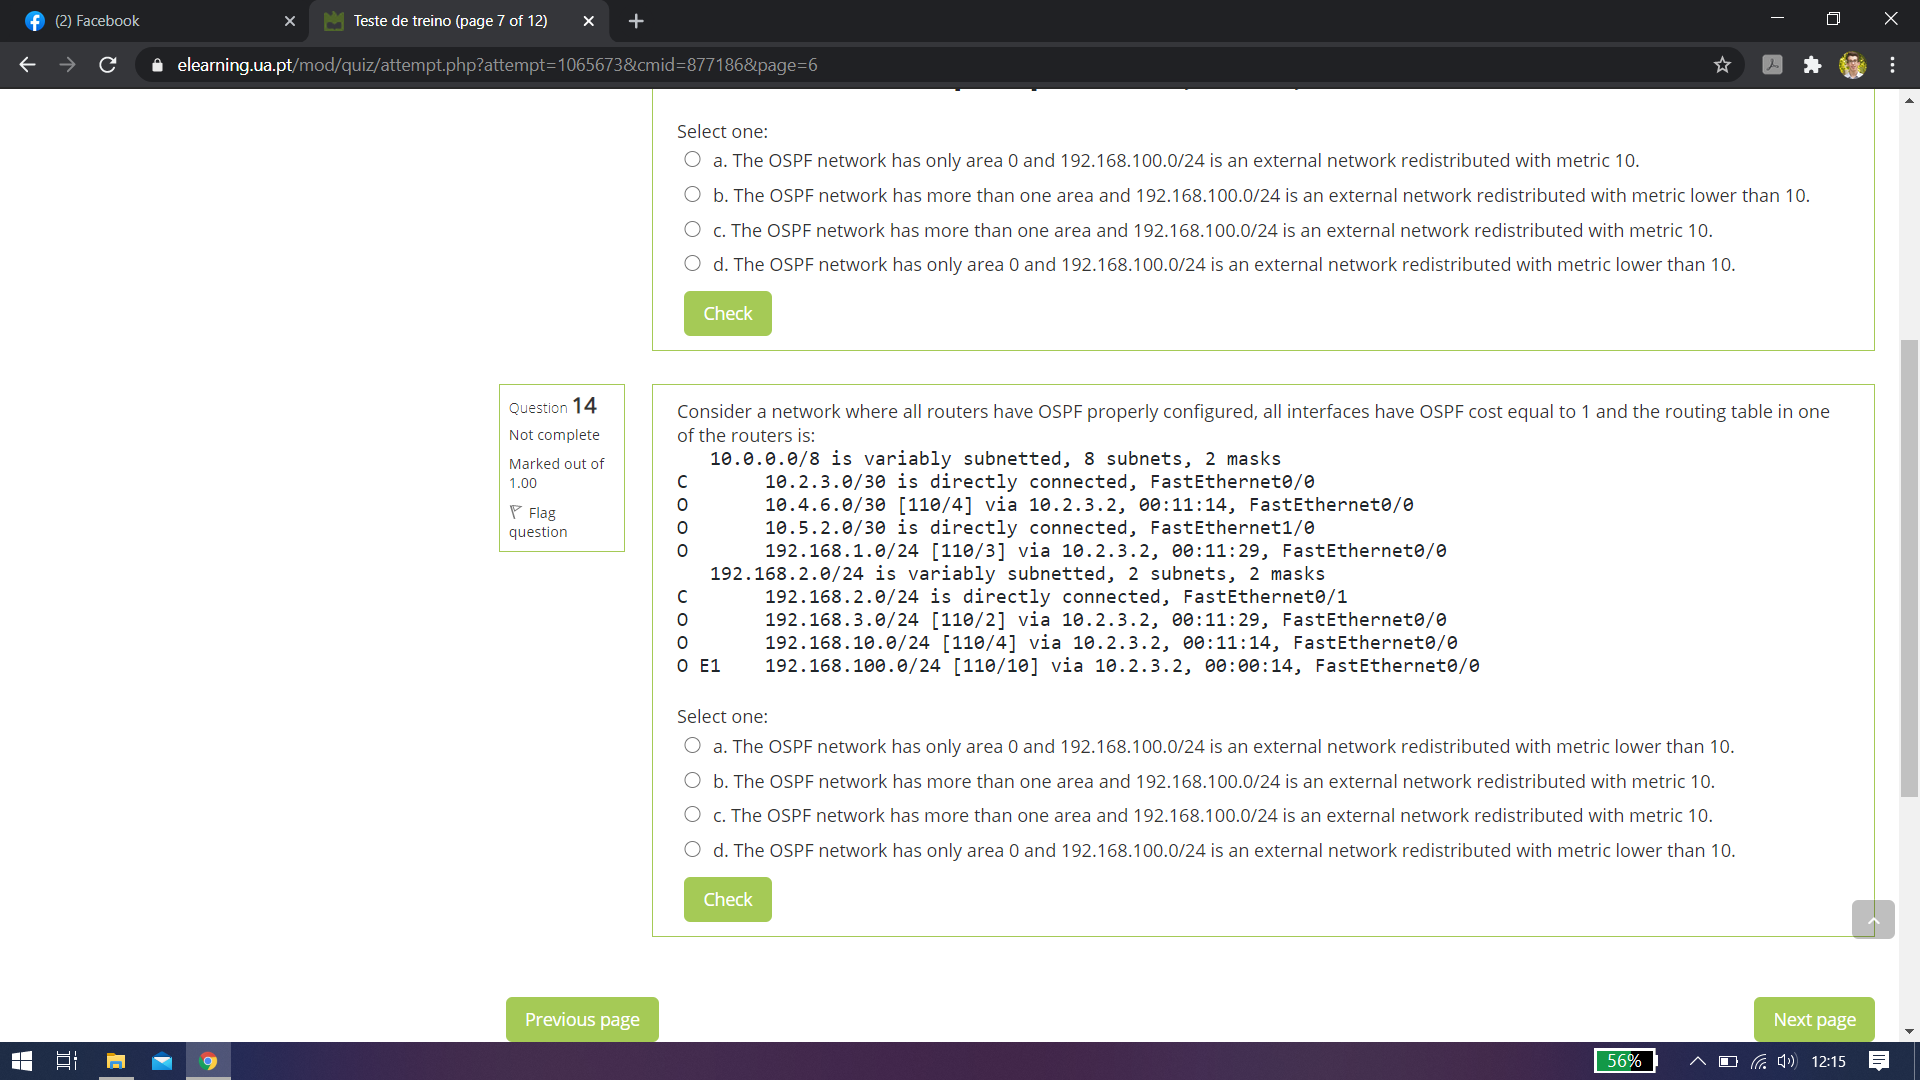 (2) Facebook
Teste de treino (page 7 of 12)
elearning.ua.pt/mod/quiz/attempt.php?attempt=1065673&cmid=877186&page=6
Select one:
a. The OSPF network has only area 0 and 192.168.100.0/24 is an external network redistributed with metric 10.
b. The OSPF network has more than one area and 192.168.100.0/24 is an external network redistributed with metric lower than 10.
c. The OSPF network has more than one area and 192.168.100.0/24 is an external network redistributed with metric 10.
d. The OSPF network has only area 0 and 192.168.100.0/24 is an external network redistributed with metric lower than 10.
Check
Question 14
Not complete
Marked out of
1.00
Flag
question
Consider a network where all routers have OSPF properly configured, all interfaces have OSPF cost equal to 1 and the routing table in one
of the routers is:
10.0.0.0/8 is variably subnetted, 8 subnets, 2 masks
C 10.2.3.0/30 is directly connected, FastEthernet0/0
O 10.4.6.0/30 [110/4] via 10.2.3.2, 00:11:14, FastEthernet0/0
O 10.5.2.0/30 is directly connected, FastEthernet1/0
O 192.168.1.0/24 [110/3] via 10.2.3.2, 00:11:29, FastEthernet0/0
192.168.2.0/24 is variably subnetted, 2 subnets, 2 masks
C 192.168.2.0/24 is directly connected, FastEthernet0/1
O 192.168.3.0/24 [110/2] via 10.2.3.2, 00:11:29, FastEthernet0/0
O 192.168.10.0/24 [110/4] via 10.2.3.2, 00:11:14, FastEthernet0/0
O E1 192.168.100.0/24 [110/10] via 10.2.3.2, 00:00:14, FastEthernet0/0
Select one:
a. The OSPF network has only area 0 and 192.168.100.0/24 is an external network redistributed with metric lower than 10.
b. The OSPF network has more than one area and 192.168.100.0/24 is an external network redistributed with metric 10.
c. The OSPF network has more than one area and 192.168.100.0/24 is an external network redistributed with metric 10.
d. The OSPF network has only area 0 and 192.168.100.0/24 is an external network redistributed with metric lower than 10.
Check
Previous page
Next page
56%
12:15